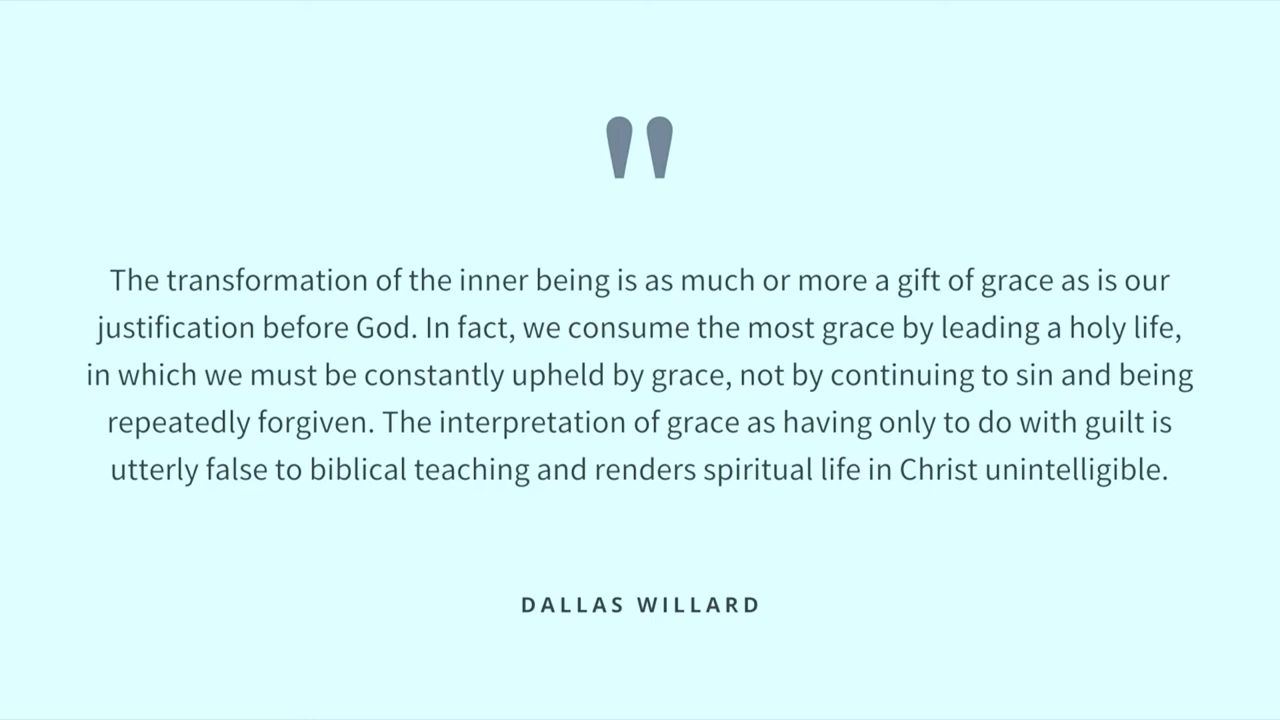 "
The transformation of the inner being is as much or more a gift of grace as is our
justification before God. In fact, we consume the most grace by leading a holy life,
in which we must be constantly upheld by grace, not by continuing to sin and being
repeatedly forgiven. The interpretation of grace as having only to do with guilt is
utterly false to biblical teaching and renders spiritual life in Christ unintelligible.
DALLAS WILLARD